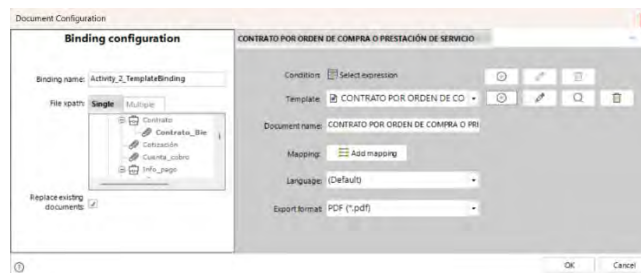 Document Configuration
Binding configuration
Binding name: Activity_2_TemplateBinding
File xpath: Single Multiple
Contrato
Contrato_Bie
Cotización
Cuenta_cobro
Info_pago
Replace existing
documents:
CONTRATO POR ORDEN DE COMPRA O PRESTACIÓN DE SERVICIO
Condition: Select expression
Template: CONTRATO POR ORDEN DE CO
Document name: CONTRATO POR ORDEN DE COMPRA O PRI
Mapping: Add mapping
Language: (Default)
Export format: PDF (*.pdf)
OK Cancel